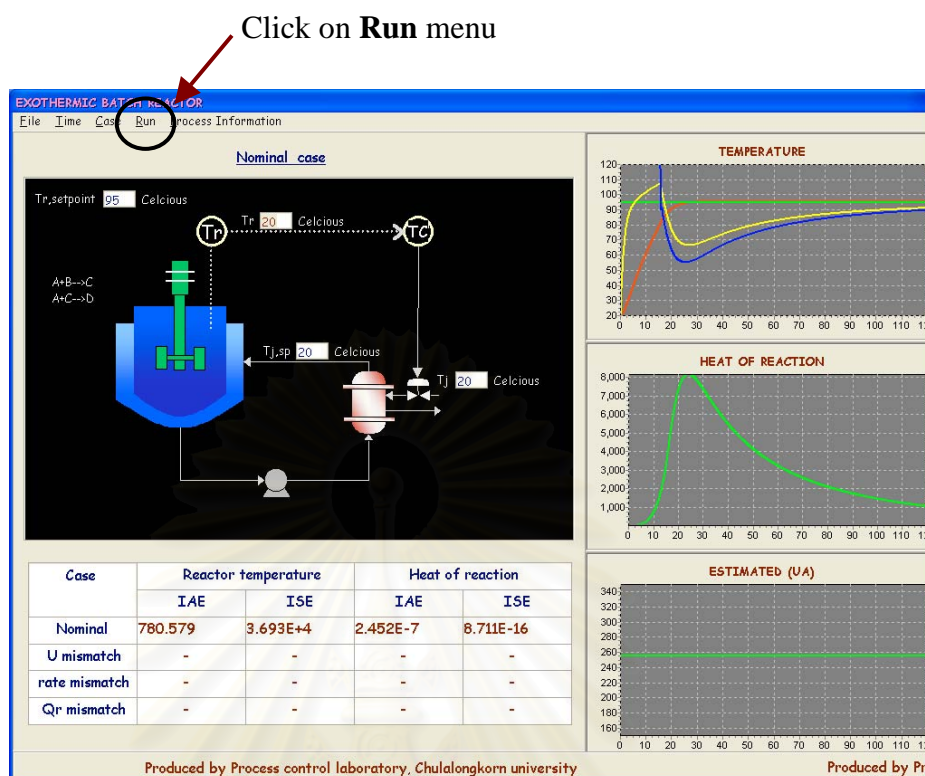 Click on Run menu
EXOTHERMIC BATCH REACTOR
File Time Case Run Process Information
Nominal case
Tr,setpoint 95 Celcious
Tr 20 Celcious
Tr
TC
A+B-->C
A+C-->D
Tj,sp 20 Celcious
Tj 20 Celcious
Case Reactor temperature Heat of reaction
IAE ISE IAE ISE
Nominal 780.579 3.693E+4 2.452E-7 8.711E-16
U mismatch - - - -
rate mismatch - - - -
Qr mismatch - - - -
TEMPERATURE
120
110
100
90
80
70
60
50
40
30
20
0 10 20 30 40 50 60 70 80 90 100 110
HEAT OF REACTION
8,000
7,000
6,000
5,000
4,000
3,000
2,000
1,000
0 10 20 30 40 50 60 70 80 90 100 110
ESTIMATED (UA)
340
320
300
280
260
240
220
200
180
160
0 10 20 30 40 50 60 70 80 90 100 110
Produced by Process control laboratory, Chulalongkorn university
Produced by Pr